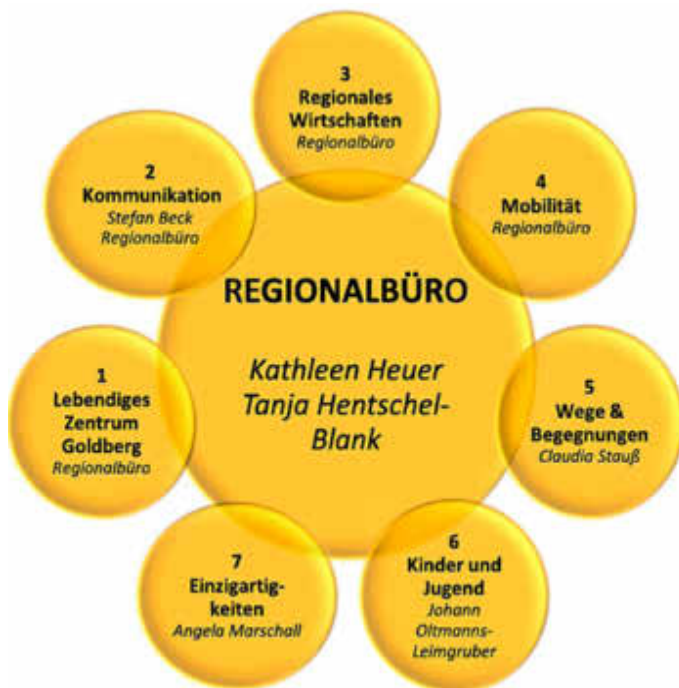 REGIONALBÜRO
Kathleen Heuer
Tanja Hentschel-
Blank
1
Lebendiges
Zentrum
Goldberg
Regionalbüro
2
Kommunikation
Stefan Beck
Regionalbüro
3
Regionales
Wirtschaften
Regionalbüro
4
Mobilität
Regionalbüro
5
Wege &
Begegnungen
Claudia Stauß
6
Kinder und
Jugend
Johann
Oltmanns-
Leimgruber
7
Einzigartig-
keiten
Angela Marschall